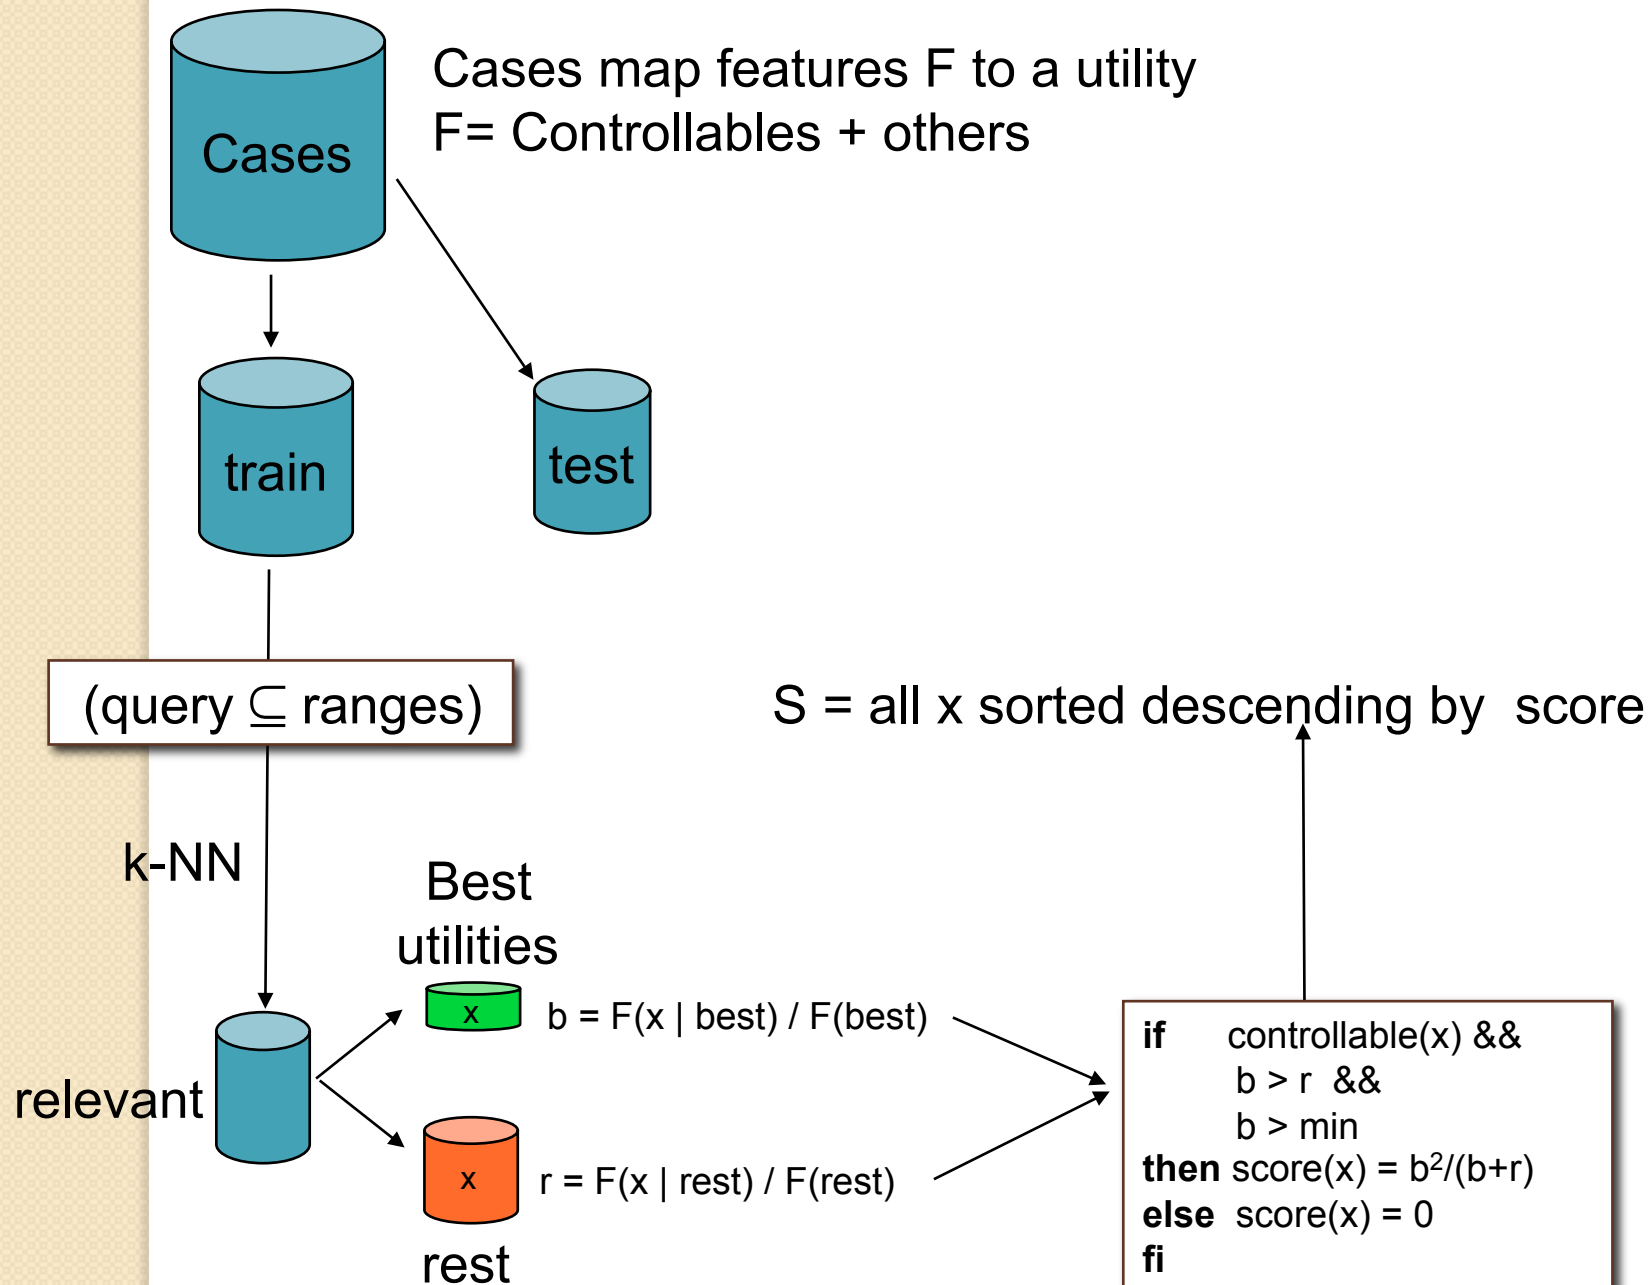 Cases map features F to a utility
F= Controllables + others
Cases
train
test
(query ⊆ ranges)
S = all x sorted descending by score
k-NN
Best
utilities
x
b = F(x | best) / F(best)
relevant
x
r = F(x | rest) / F(rest)
rest
if controllable(x) &&
b > r &&
b > min
then score(x) = b²/(b+r)
else score(x) = 0
fi